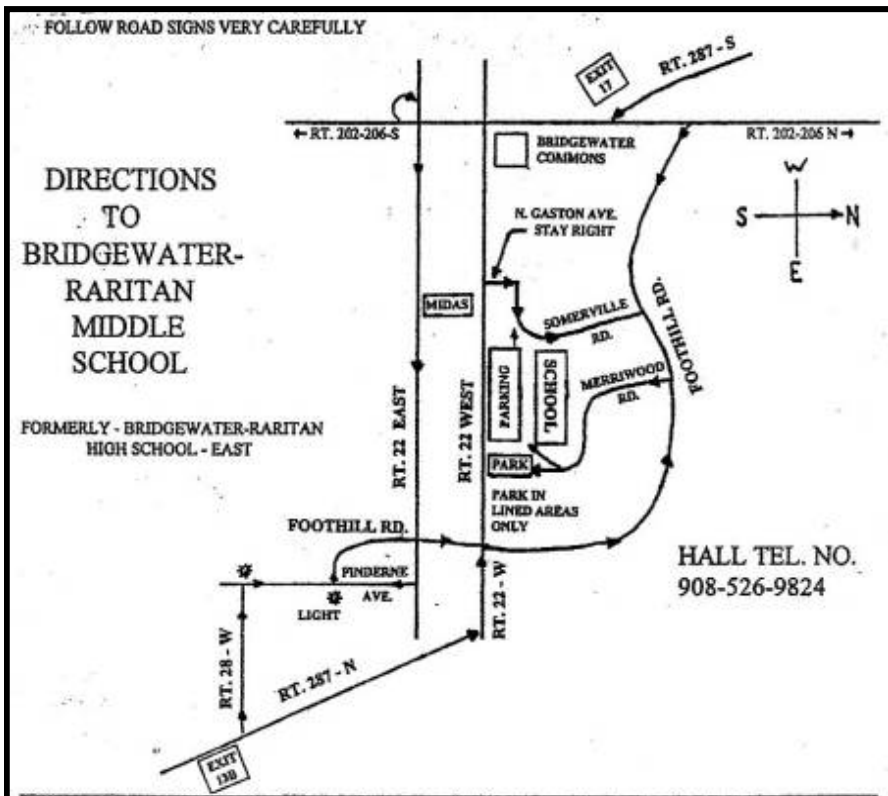 FOLLOW ROAD SIGNS VERY CAREFULLY
EXIT
17
RT. 287 - S
← RT. 202-206-S
RT. 202-206 N →
BRIDGEWATER
COMMONS
DIRECTIONS
TO
BRIDGEWATER-
RARITAN
MIDDLE
SCHOOL
W
S
N
E
N. GASTON AVE.
STAY RIGHT
MIDAS
SOMERVILLE
RD.
FOOTHILL RD.
PARKING
SCHOOL
MERRIWOOD
RD.
RT. 22 EAST
RT. 22 WEST
FORMERLY - BRIDGEWATER-RARITAN
HIGH SCHOOL - EAST
PARK
PARK IN
LINED AREAS
ONLY
FOOTHILL RD.
HALL TEL. NO.
908-526-9824
FINDERNE
AVE.
LIGHT
RT. 22 - W
RT. 28 - W
RT. 287 - N
EXIT
13B